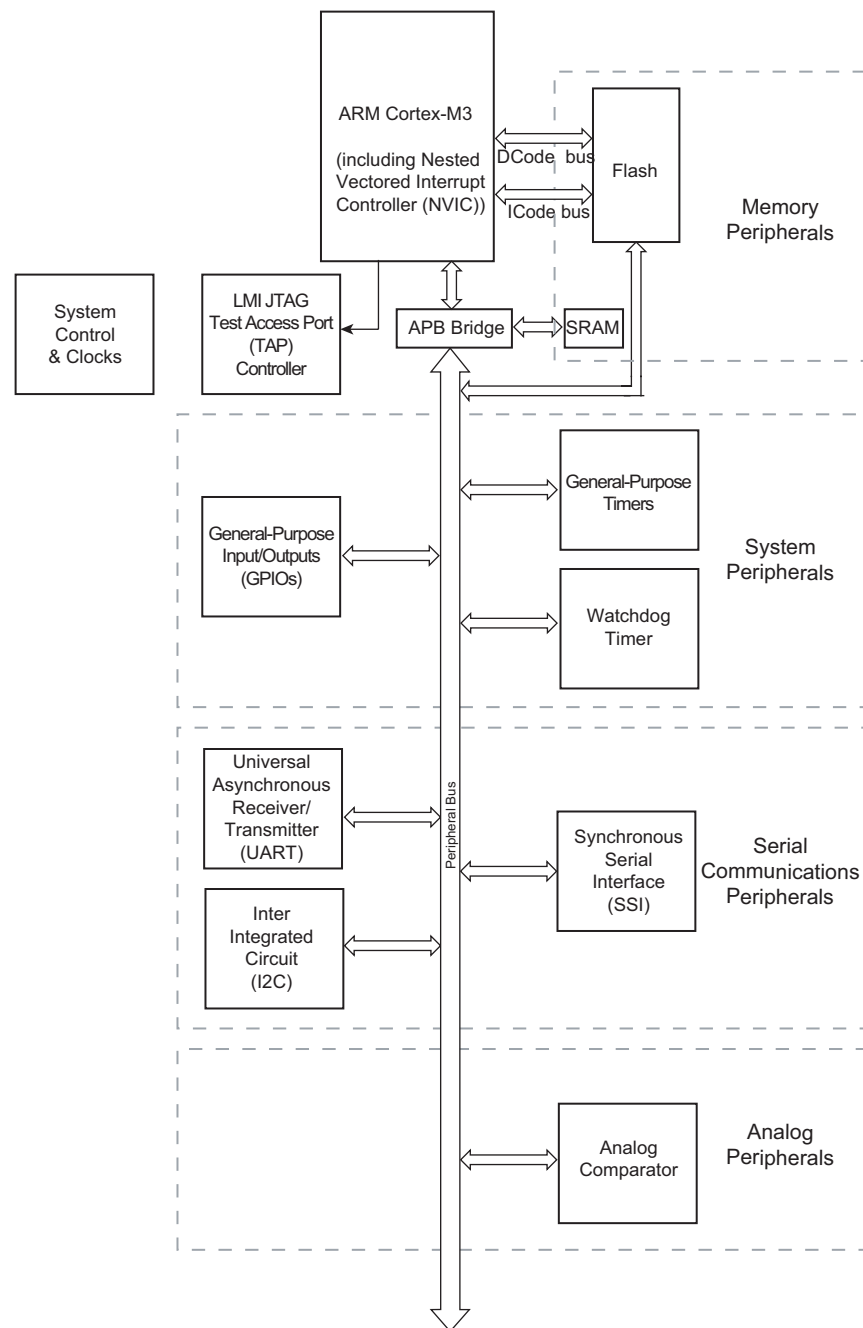 ARM Cortex-M3
(including Nested
Vectored Interrupt
Controller (NVIC))
DCode bus
ICode bus
Flash
Memory
Peripherals
System
Control
& Clocks
LMI JTAG
Test Access Port
(TAP)
Controller
APB Bridge
SRAM
General-Purpose
Timers
General-Purpose
Input/Outputs
(GPIOs)
System
Peripherals
Watchdog
Timer
Universal
Asynchronous
Receiver/
Transmitter
(UART)
Peripheral Bus
Synchronous
Serial
Interface
(SSI)
Serial
Communications
Peripherals
Inter
Integrated
Circuit
(I2C)
Analog
Comparator
Analog
Peripherals